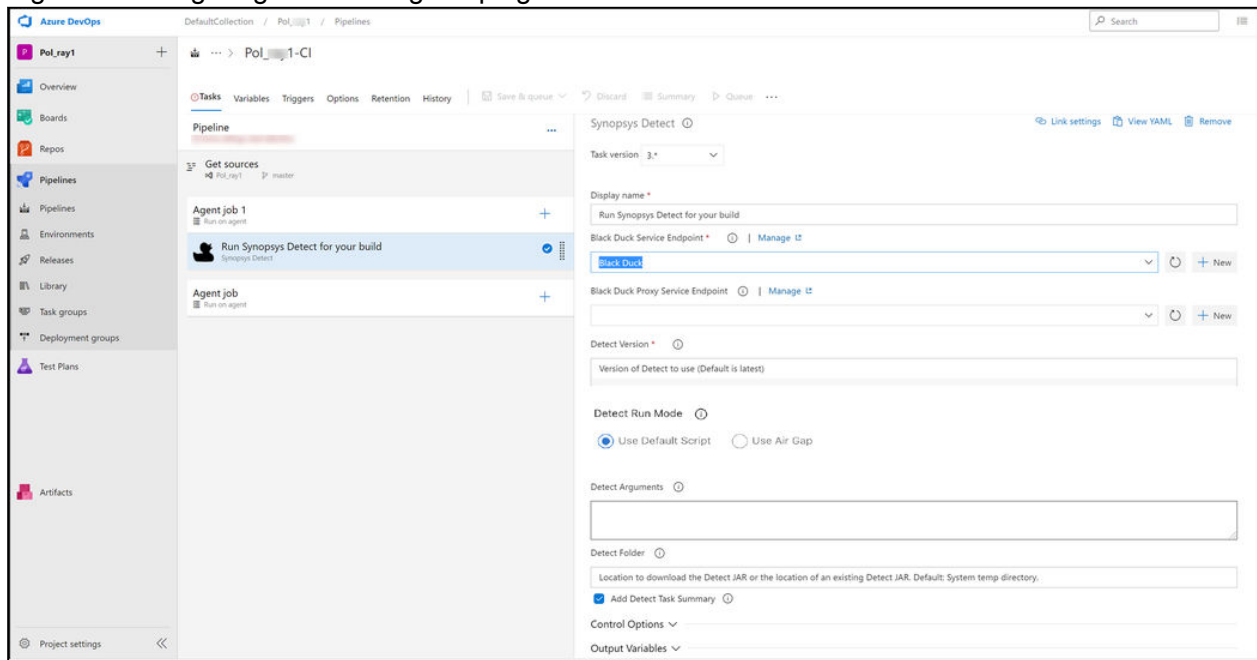 Azure DevOps
DefaultCollection / Pol_ 1 / Pipelines
Search
P Pol_ray1 +
... > Pol_ 1-CI
Overview
Boards
Repos
Pipelines
Pipelines
Environments
Releases
Library
Task groups
Deployment groups
Test Plans
Artifacts
Project settings
Tasks Variables Triggers Options Retention History Save & queue Discard Summary Queue ...
Pipeline ...
Get sources
Pol_ray1 master
Agent job 1 +
Run on agent
Run Synopsys Detect for your build
Synopsys Detect
Agent job +
Run on agent
Synopsys Detect Link settings View YAML Remove
Task version 3.*
Display name *
Run Synopsys Detect for your build
Black Duck Service Endpoint * | Manage
Black Duck + New
Black Duck Proxy Service Endpoint | Manage
+ New
Detect Version *
Version of Detect to use (Default is latest)
Detect Run Mode
Use Default Script Use Air Gap
Detect Arguments
Detect Folder
Location to download the Detect JAR or the location of an existing Detect JAR. Default: System temp directory.
Add Detect Task Summary
Control Options
Output Variables